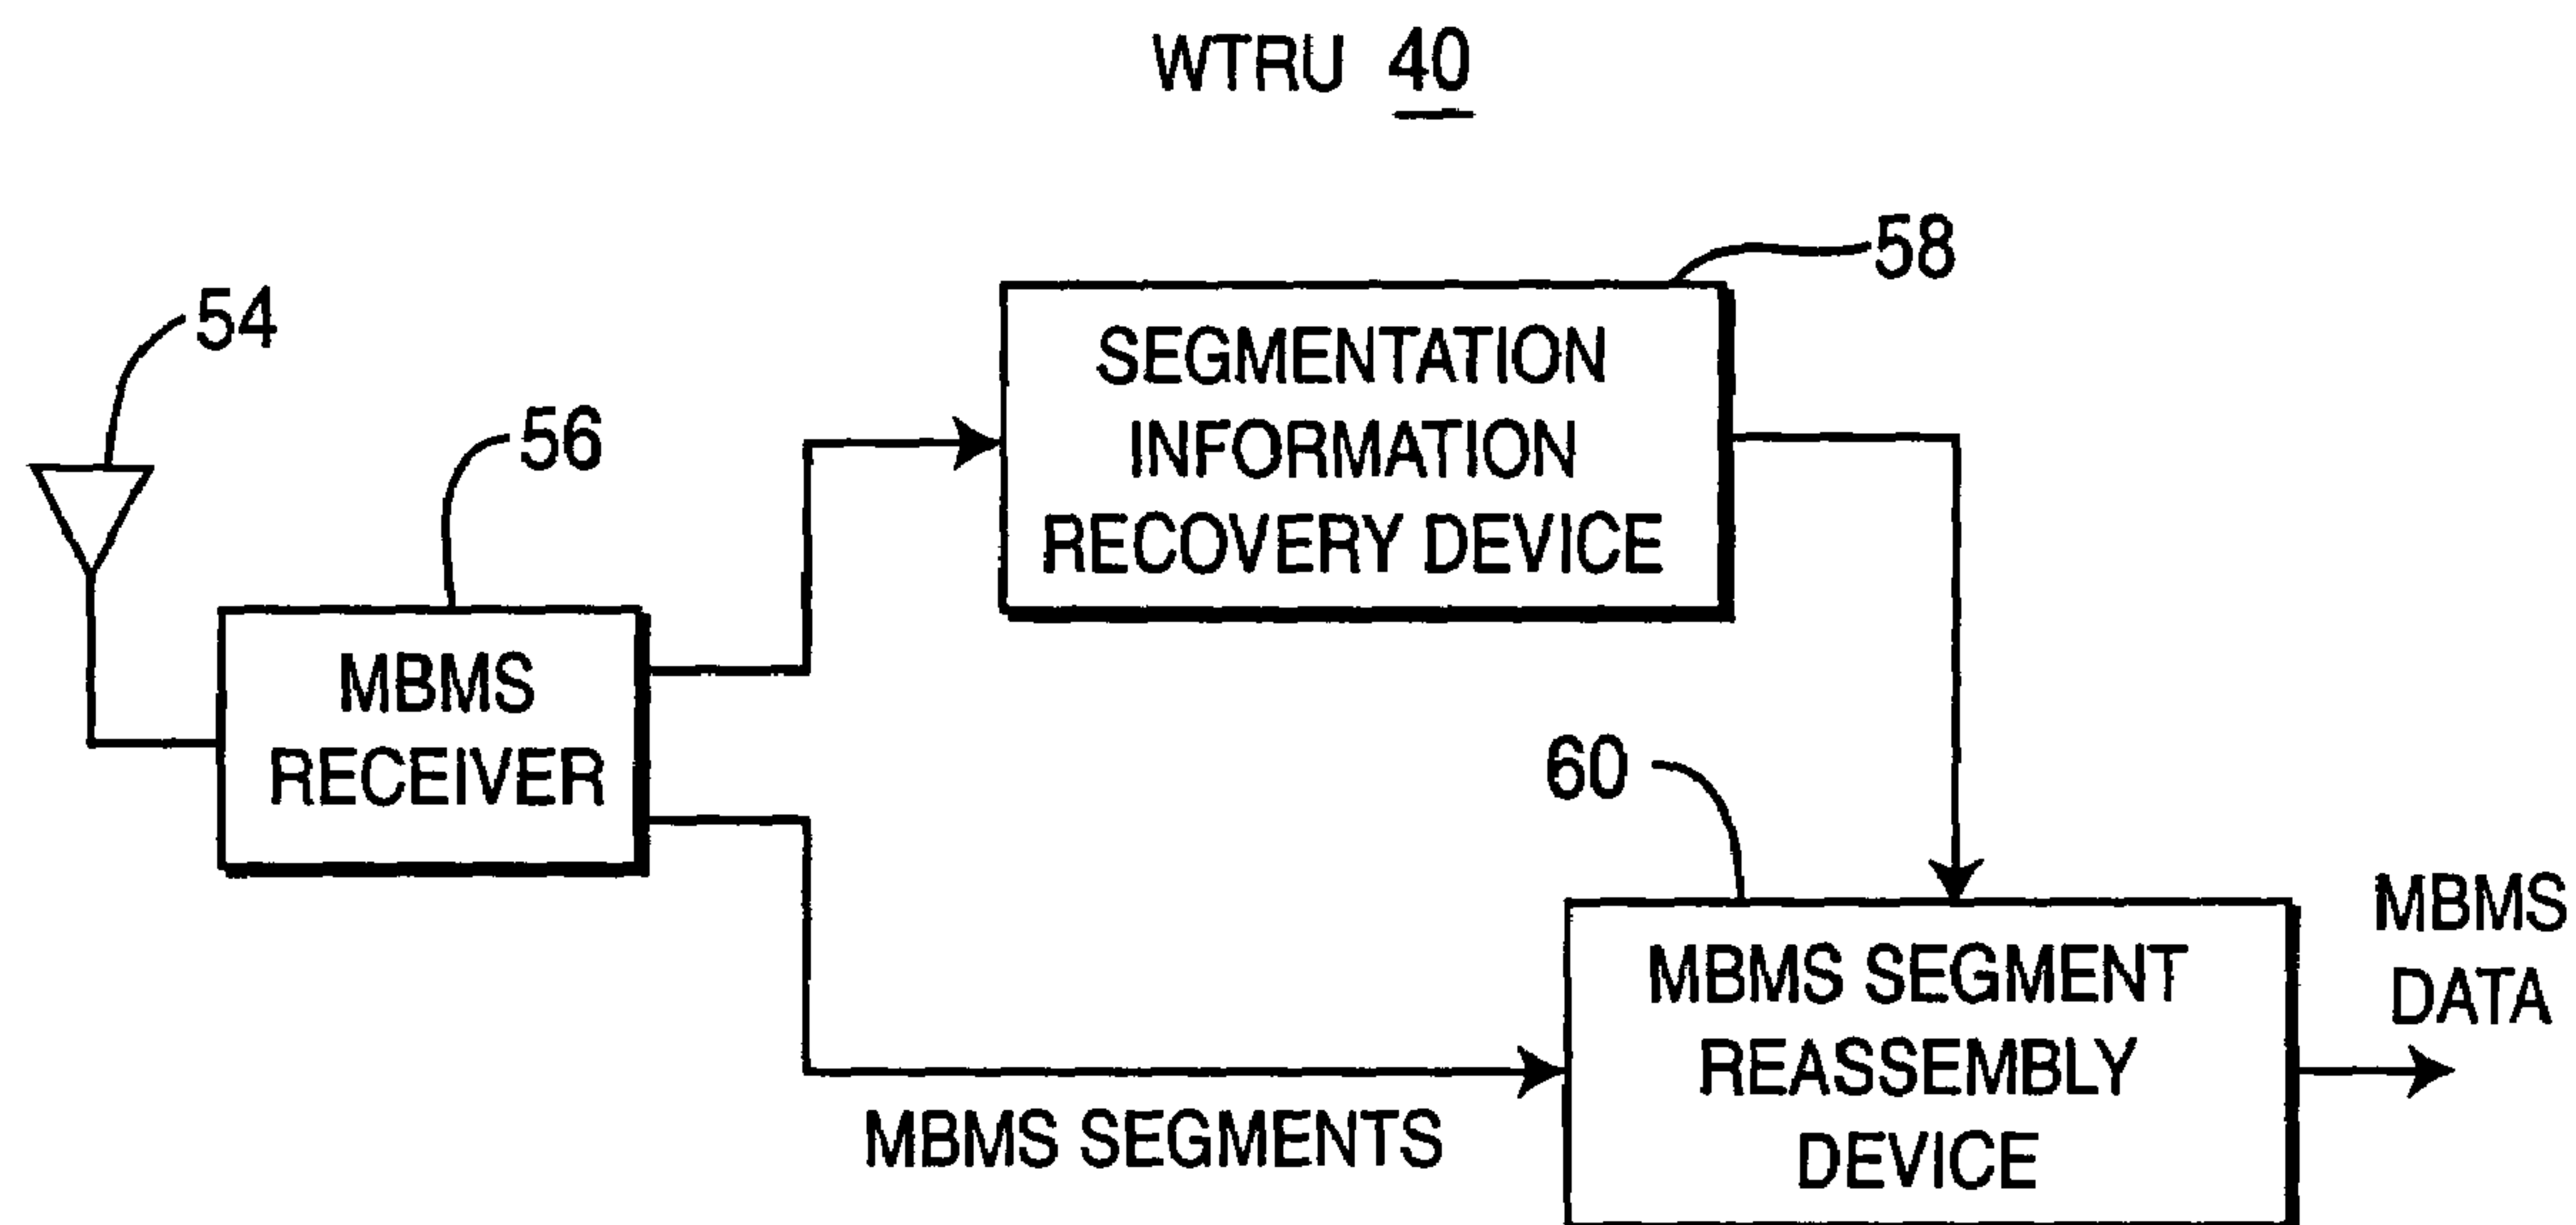 WTRU 40
58
54
56
SEGMENTATION
INFORMATION
RECOVERY DEVICE
MBMS
RECEIVER
60
MBMS SEGMENTS
MBMS SEGMENT
REASSEMBLY
DEVICE
MBMS
DATA